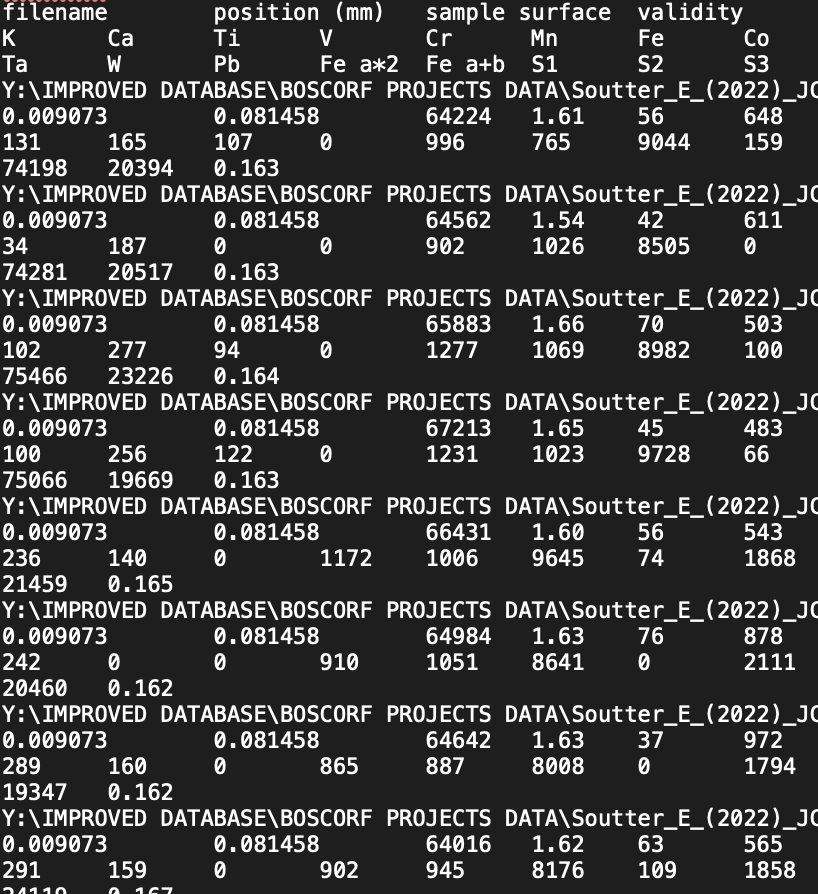 filename position (mm) sample surface validity
K Ca Ti V Cr Mn Fe Co
Ta W Pb Fe a*2 Fe a+b S1 S2 S3
Y:\IMPROVED DATABASE\BOSCORF PROJECTS DATA\Soutter_E_(2022)_JC
0.009073 0.081458 64224 1.61 56 648
131 165 107 0 996 765 9044 159
74198 20394 0.163
Y:\IMPROVED DATABASE\BOSCORF PROJECTS DATA\Soutter_E_(2022)_JC
0.009073 0.081458 64562 1.54 42 611
34 187 0 0 902 1026 8505 0
74281 20517 0.163
Y:\IMPROVED DATABASE\BOSCORF PROJECTS DATA\Soutter_E_(2022)_JC
0.009073 0.081458 65883 1.66 70 503
102 277 94 0 1277 1069 8982 100
75466 23226 0.164
Y:\IMPROVED DATABASE\BOSCORF PROJECTS DATA\Soutter_E_(2022)_JC
0.009073 0.081458 67213 1.65 45 483
100 256 122 0 1231 1023 9728 66
75066 19669 0.163
Y:\IMPROVED DATABASE\BOSCORF PROJECTS DATA\Soutter_E_(2022)_JC
0.009073 0.081458 66431 1.60 56 543
236 140 0 1172 1006 9645 74 1868
21459 0.165
Y:\IMPROVED DATABASE\BOSCORF PROJECTS DATA\Soutter_E_(2022)_JC
0.009073 0.081458 64984 1.63 76 878
242 0 0 910 1051 8641 0 2111
20460 0.162
Y:\IMPROVED DATABASE\BOSCORF PROJECTS DATA\Soutter_E_(2022)_JC
0.009073 0.081458 64642 1.63 37 972
289 160 0 865 887 8008 0 1794
19347 0.162
Y:\IMPROVED DATABASE\BOSCORF PROJECTS DATA\Soutter_E_(2022)_JC
0.009073 0.081458 64016 1.62 63 565
291 159 0 902 945 8176 109 1858